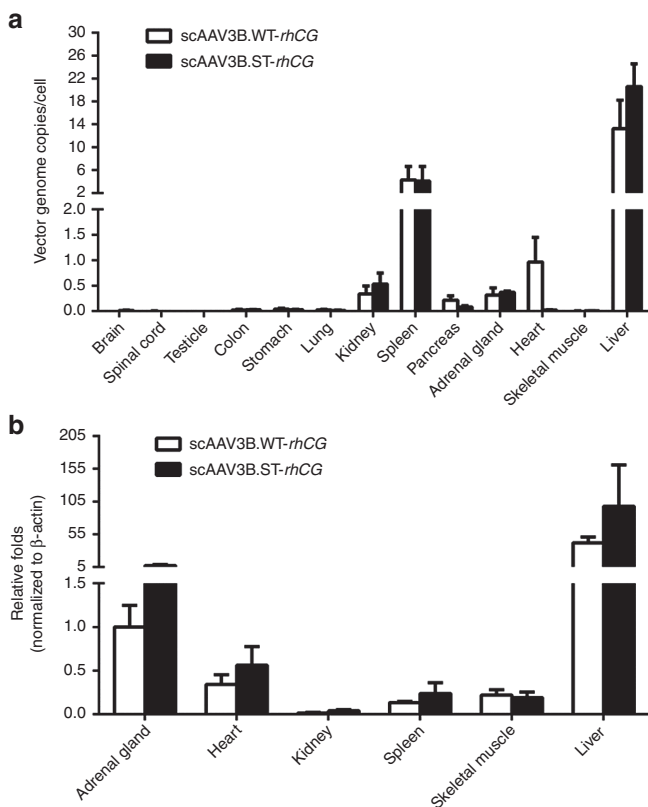 a
scAAV3B.WT-rhCG
scAAV3B.ST-rhCG
Vector genome copies/cell
30
26
22
18
14
10
6
2
2.0
1.5
1.0
0.5
0.0
Brain
Spinal cord
Testicle
Colon
Stomach
Lung
Kidney
Spleen
Pancreas
Adrenal gland
Heart
Skeletal muscle
Liver
b
scAAV3B.WT-rhCG
scAAV3B.ST-rhCG
Relative folds
(normalized to β-actin)
205
155
105
55
5
1.5
1.0
0.5
0.0
Adrenal gland
Heart
Kidney
Spleen
Skeletal muscle
Liver